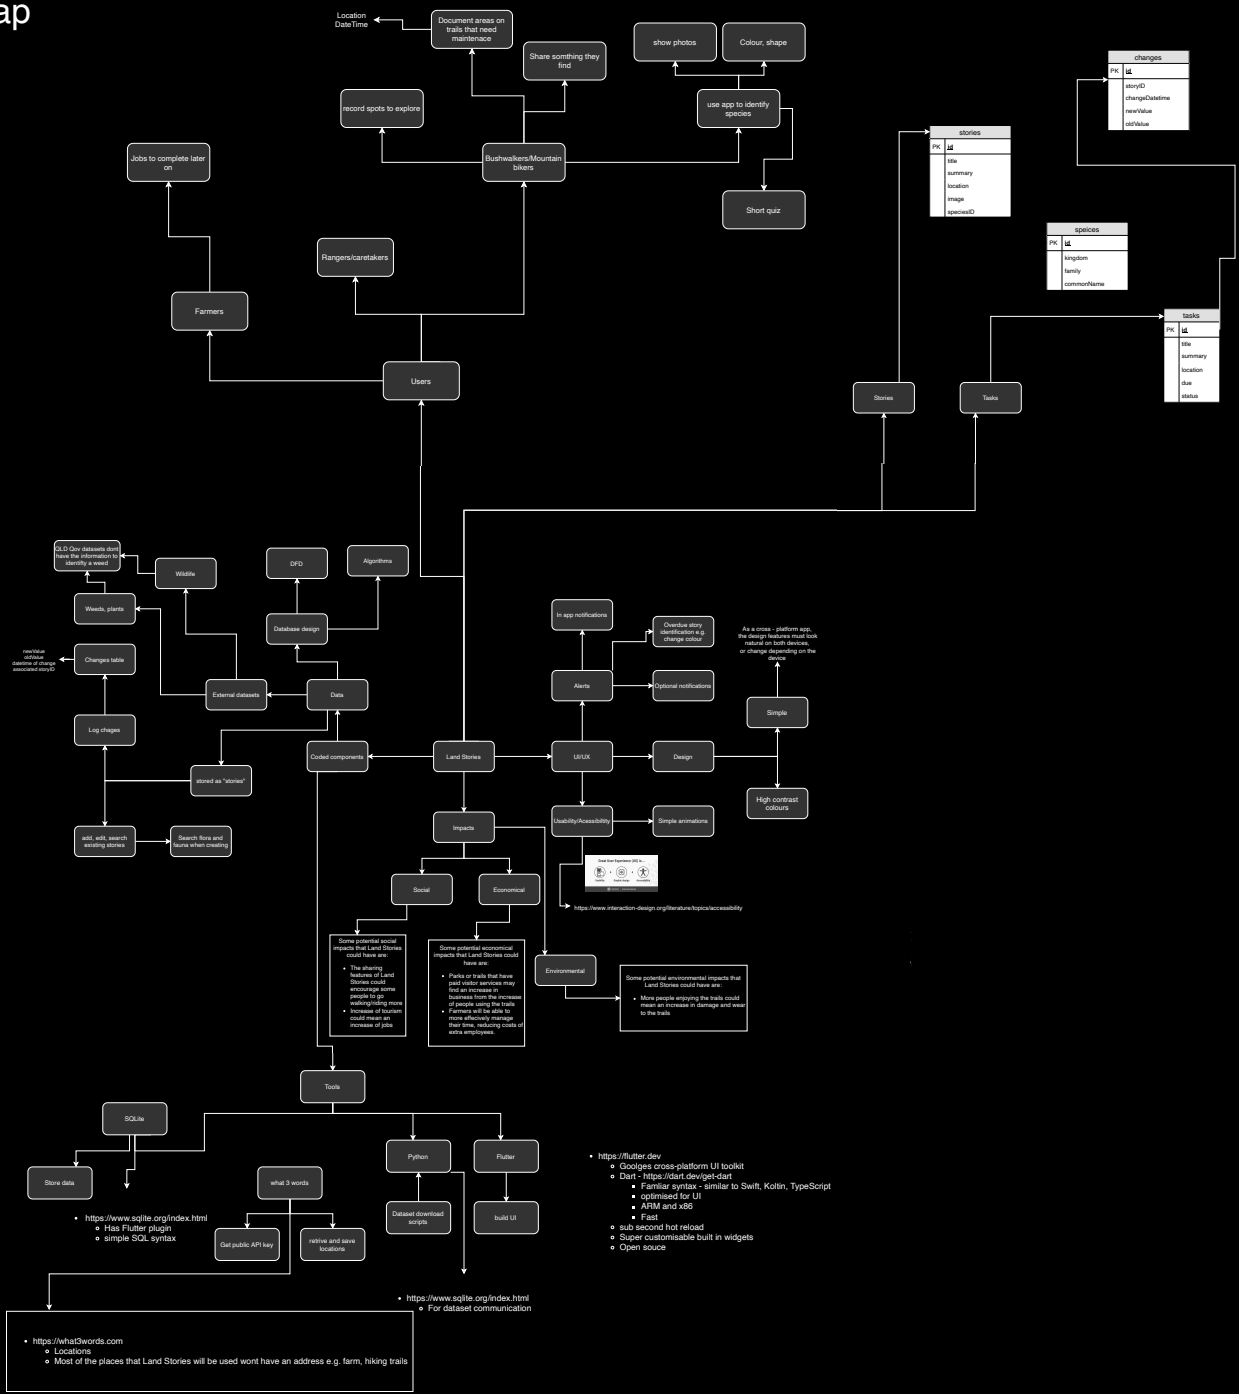 ap
Location
DateTime
Document areas on
trails that need
maintenace
Share somthing they
find
show photos
Colour, shape
record spots to explore
use app to identify
species
Jobs to complete later
on
Bushwalkers/Mountain
bikers
Short quiz
Rangers/caretakers
Farmers
Users
changes
PK
id
storyID
changeDatetime
newValue
oldValue
stories
PK
id
title
summary
location
image
speciesID
speices
PK
id
kingdom
family
commonName
tasks
PK
id
title
summary
location
due
status
Stories
Tasks
QLD Qov datasets dont
have the information to
identifty a weed
Wildlife
Weeds, plants
DFD
Algorithms
Database design
newValue
oldValue
datetime of change
associated storyID
Changes table
External datasets
Data
Log chages
Coded components
stored as "stories"
add, edit, search
existing stories
Search flora and
fauna when creating
Land Stories
In app notifications
Overdue story
identification e.g.
change colour
As a cross - platform app,
the design features must look
natural on both devices,
or change depending on the
device
Alerts
Optional notifications
Simple
UI/UX
Design
High contrast
colours
Usability/Acessibiltity
Simple animations
Impacts
Great User Experience (UX) is...
https://www.interaction-design.org/literature/topics/accessibility
Social
Economical
Environmental
Some potential social
impacts that Land Stories
could have are:
• The sharing
features of Land
Stories could
encourage some
people to go
walking/riding more
• Increase of tourism
could mean an
increase of jobs
Some potential economical
impacts that Land Stories could
have are:
• Parks or trails that have
paid visitor services may
find an increase in
business from the increase
of people using the trails
• Farmers will be able to
more effecively manage
their time, reducing costs of
extra employees.
Some potential environmental impacts that
Land Stories could have are:
• More people enjoying the trails could
mean an increase in damage and wear
to the trails
Tools
SQLite
Python
Flutter
Store data
what 3 words
Dataset download
scripts
build UI
• https://www.sqlite.org/index.html
Has Flutter plugin
simple SQL syntax
Get public API key
retrive and save
locations
• https://flutter.dev
Goolges cross-platform UI toolkit
Dart - https://dart.dev/get-dart
Famliar syntax - similar to Swift, Koltin, TypeScript
optimised for UI
ARM and x86
Fast
sub second hot reload
Super customisable built in widgets
Open souce
• https://www.sqlite.org/index.html
For dataset communication
• https://what3words.com
Locations
Most of the places that Land Stories will be used wont have an address e.g. farm, hiking trails